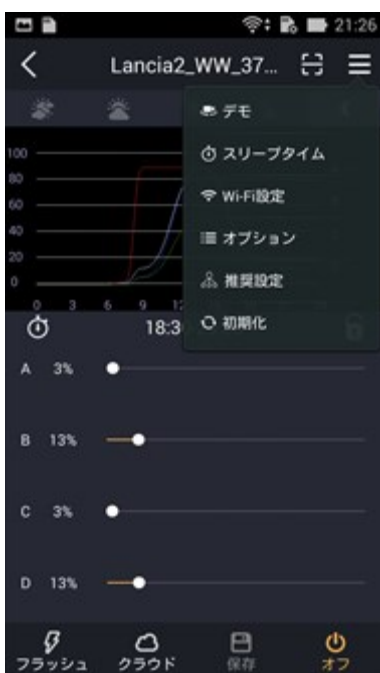 21:26
Lancia2_WW_37...
デモ
スリープタイム
Wi-Fi設定
オプション
推奨設定
初期化
100
80
60
40
20
0
0 3 6 9 12
18:3
A 3%
B 13%
C 3%
D 13%
フラッシュ クラウド 保存 オフ